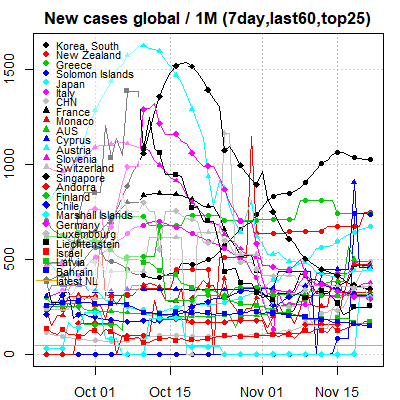 New cases global / 1M (7day,last60,top25)
1500
1000
500
0
Korea, South
New Zealand
Greece
Solomon Islands
Japan
Italy
CHN
France
Monaco
AUS
Cyprus
Austria
Slovenia
Switzerland
Singapore
Andorra
Finland
Chile
Marshall Islands
Germany
Luxembourg
Liechtenstein
Israel
Latvia
Bahrain
latest NL
Oct 01
Oct 15
Nov 01
Nov 15